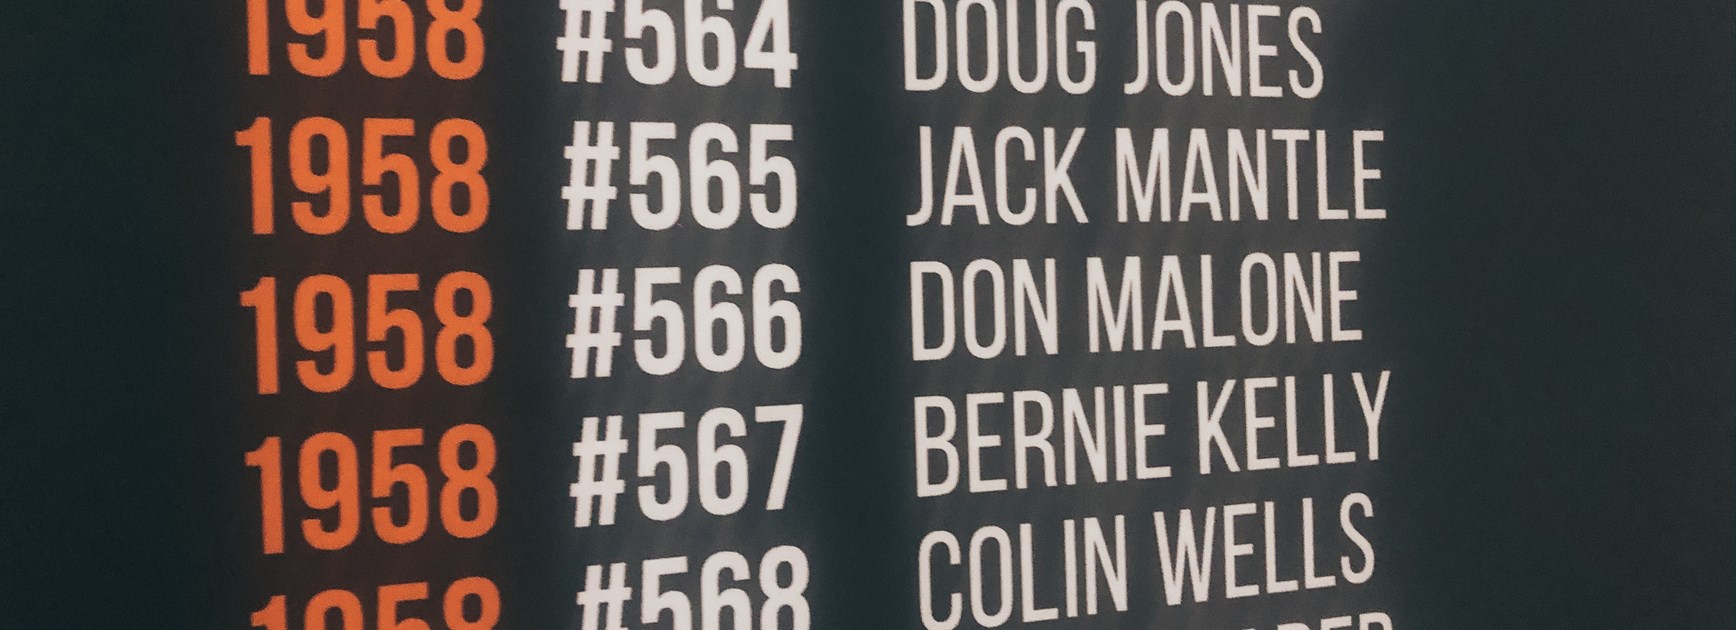 1958 #564 DOUG JONES
1958 #565 JACK MANTLE
1958 #566 DON MALONE
1958 #567 BERNIE KELLY
1958 #568 COLIN WELLS